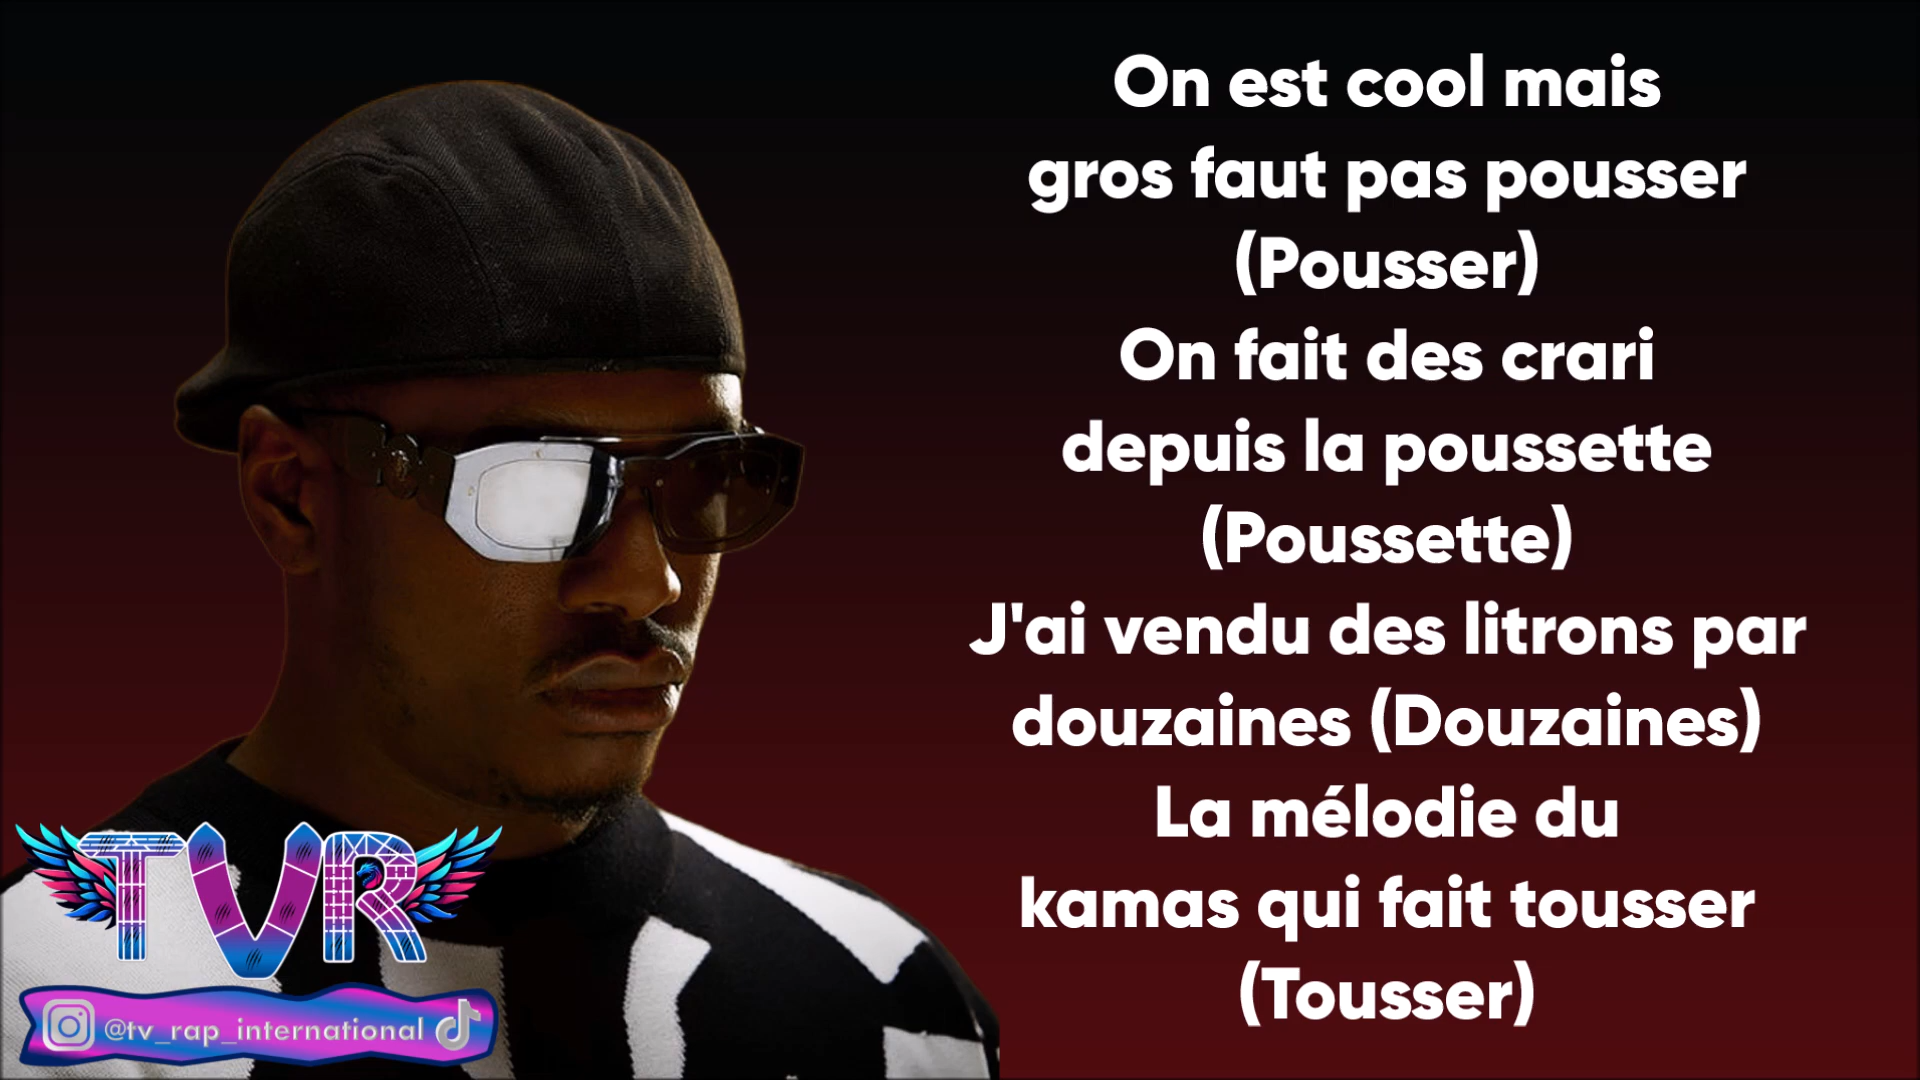 On est cool mais
gros faut pas pousser
(Pousser)
On fait des crari
depuis la poussette
(Poussette)
J'ai vendu des litrons par
douzaines (Douzaines)
La mélodie du
kamas qui fait tousser
(Tousser)
TVR
@tv_rap_international